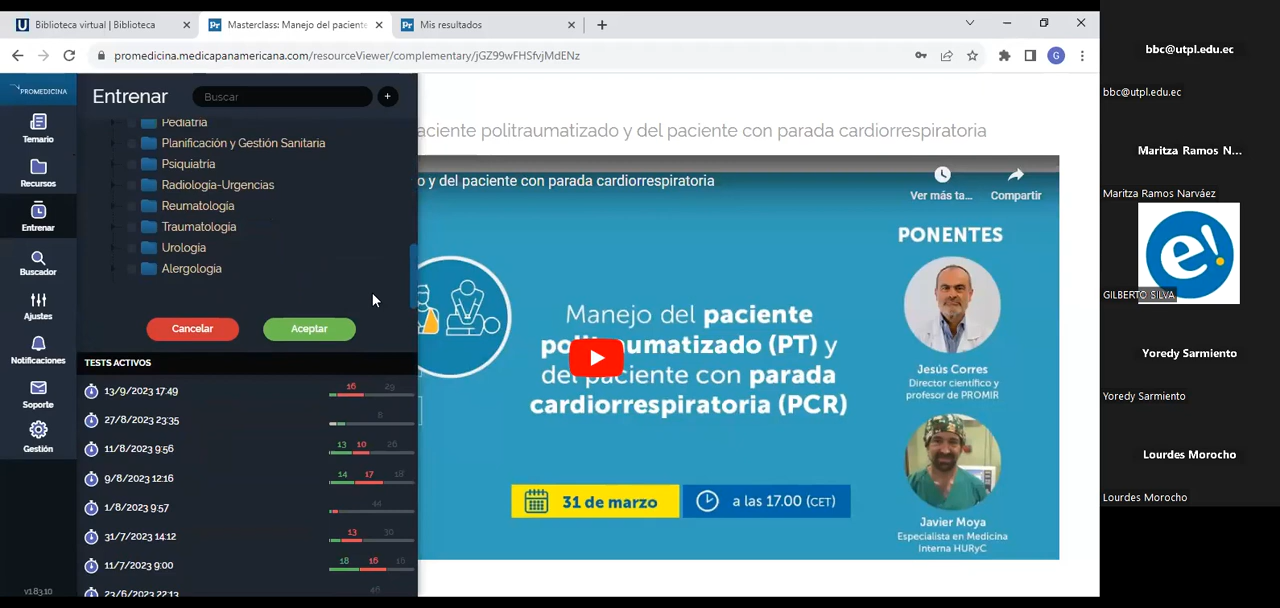 Biblioteca virtual | Biblioteca
Masterclass: Manejo del paciente
Mis resultados
promedicina.medicapanamericana.com/resourceViewer/complementary/jGZ99wFHSfvjMdENz
G
PROMEDICINA
Temario
Recursos
Entrenar
Buscador
Ajustes
Notificaciones
Soporte
Gestión
v1.83.10
Entrenar
Buscar
Pediatría
Planificación y Gestión Sanitaria
Psiquiatría
Radiología-Urgencias
Reumatología
Traumatología
Urología
Alergología
Cancelar
Aceptar
TESTS ACTIVOS
13/9/2023 17:49 16 29
27/8/2023 23:35 8
11/8/2023 9:56 13 10 26
9/8/2023 12:16 14 17 18
1/8/2023 9:57 44
31/7/2023 14:12 13 30
11/7/2023 9:00 18 16 16
23/6/2023 22:13 46
aciente politraumatizado y del paciente con parada cardiorrespiratoria
o y del paciente con parada cardiorrespiratoria
Ver más ta...
Compartir
Manejo del paciente
politraumatizado (PT) y
del paciente con parada
cardiorrespiratoria (PCR)
31 de marzo
a las 17.00 (CET)
PONENTES
Jesús Corres
Director científico y
profesor de PROMIR
Javier Moya
Especialista en Medicina
Interna HURyC
bbc@utpl.edu.ec
bbc@utpl.edu.ec
Maritza Ramos N...
Maritza Ramos Narváez
e!
GILBERTO SILVA
Yoredy Sarmiento
Yoredy Sarmiento
Lourdes Morocho
Lourdes Morocho